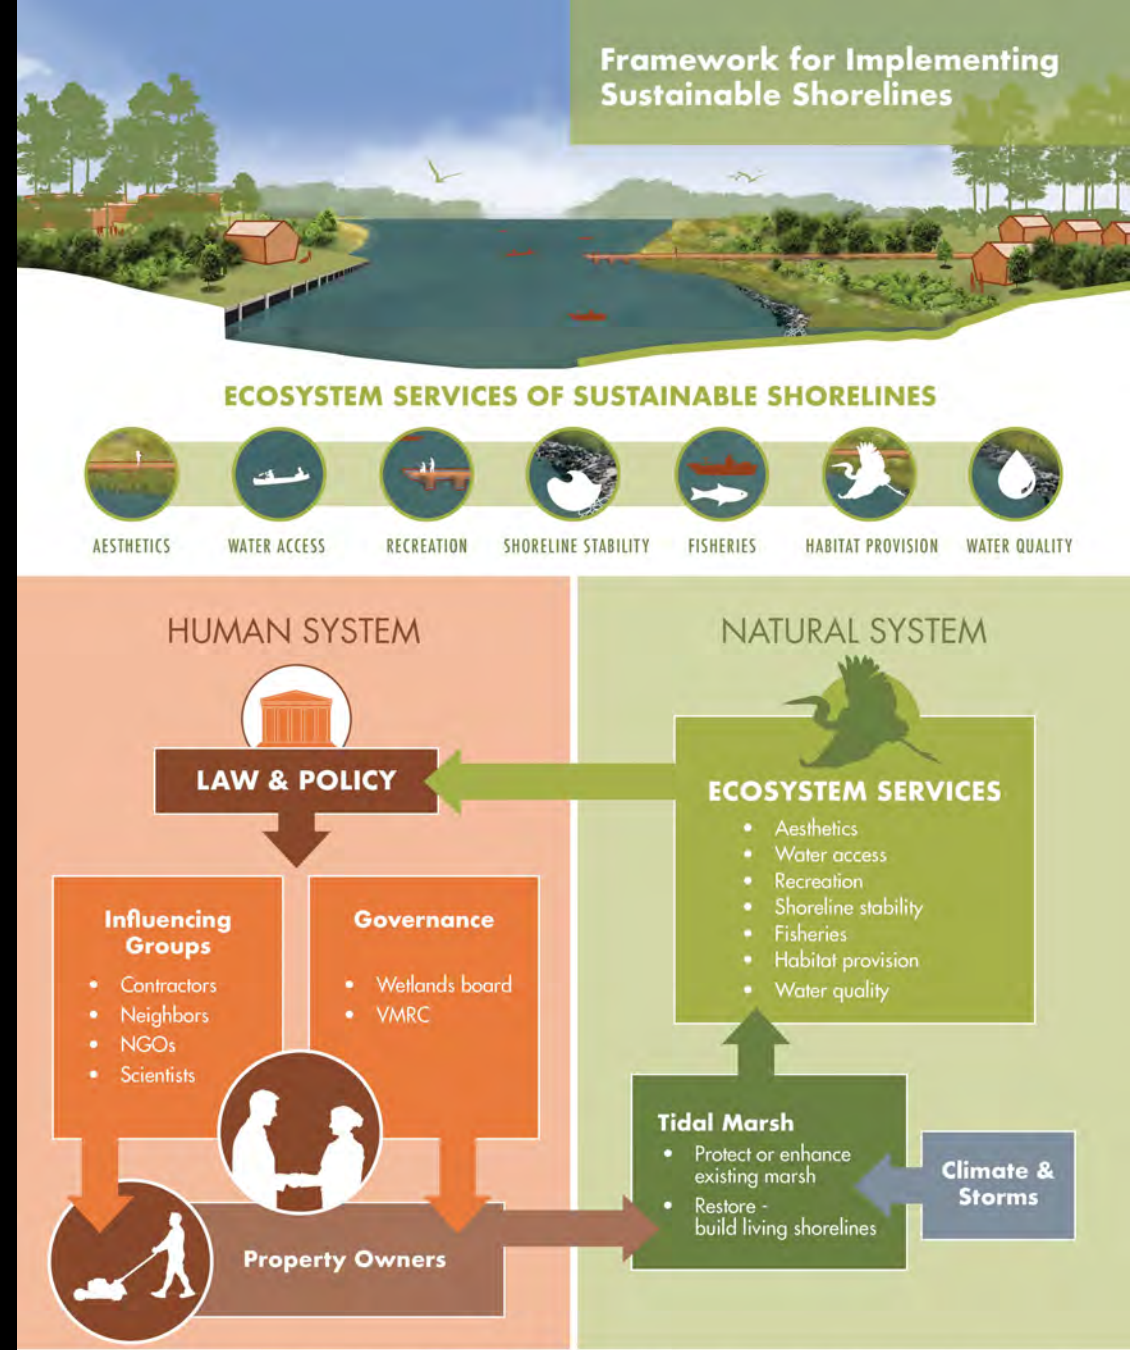 Framework for Implementing
Sustainable Shorelines
ECOSYSTEM SERVICES OF SUSTAINABLE SHORELINES
AESTHETICS
WATER ACCESS
RECREATION
SHORELINE STABILITY
FISHERIES
HABITAT PROVISION
WATER QUALITY
HUMAN SYSTEM
LAW & POLICY
Influencing
Groups
• Contractors
• Neighbors
• NGOs
• Scientists
Governance
• Wetlands board
• VMRC
Property Owners
NATURAL SYSTEM
ECOSYSTEM SERVICES
• Aesthetics
• Water access
• Recreation
• Shoreline stability
• Fisheries
• Habitat provision
• Water quality
Tidal Marsh
• Protect or enhance
existing marsh
• Restore -
build living shorelines
Climate &
Storms